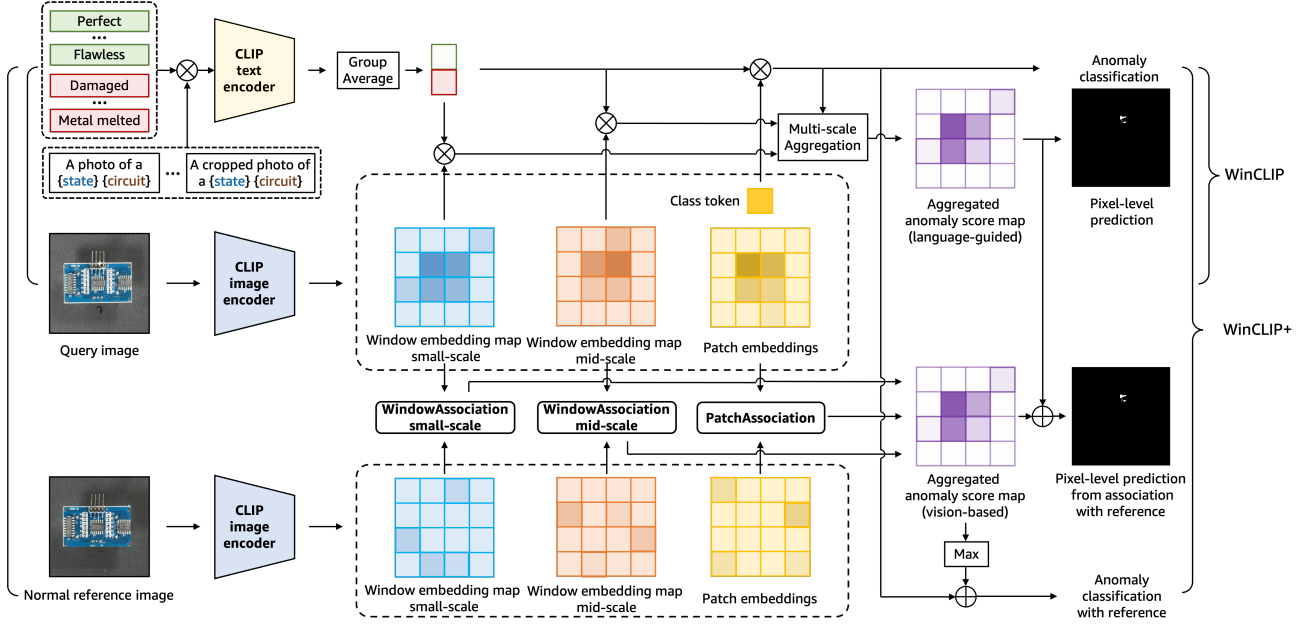 Perfect
...
Flawless
Damaged
...
Metal melted
CLIP
text
encoder
Group
Average
A photo of a
{state} {circuit}
...
A cropped photo of
a {state} {circuit}
Multi-scale
Aggregation
Anomaly
classification
Aggregated
anomaly score map
(language-guided)
Pixel-level
prediction
WinCLIP
Class token
Query image
CLIP
image
encoder
Window embedding map
small-scale
Window embedding map
mid-scale
Patch embeddings
WinCLIP+
WindowAssociation
small-scale
WindowAssociation
mid-scale
PatchAssociation
Aggregated
anomaly score map
(vision-based)
Pixel-level prediction
from association
with reference
Normal reference image
CLIP
image
encoder
Window embedding map
small-scale
Window embedding map
mid-scale
Patch embeddings
Max
Anomaly
classification
with reference